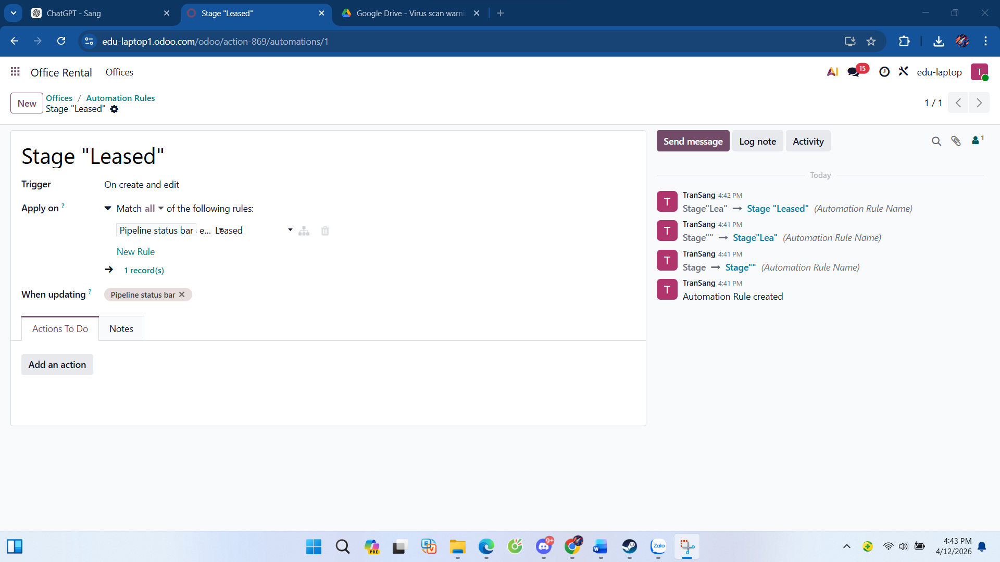 ChatGPT - Sang
Stage "Leased"
Google Drive - Virus scan warni
edu-laptop1.odoo.com/odoo/action-869/automations/1
Office Rental
Offices
AI
15
edu-laptop
T
New
Offices / Automation Rules
Stage "Leased"
1 / 1
Stage "Leased"
Trigger
On create and edit
Apply on ?
Match all of the following rules:
Pipeline status bar e... Leased
New Rule
1 record(s)
When updating ?
Pipeline status bar
Actions To Do
Notes
Add an action
Send message
Log note
Activity
1
Today
T
TranSang 4:42 PM
Stage"Lea" → Stage "Leased" (Automation Rule Name)
T
TranSang 4:41 PM
Stage"" → Stage"Lea" (Automation Rule Name)
T
TranSang 4:41 PM
Stage → Stage"" (Automation Rule Name)
T
TranSang 4:41 PM
Automation Rule created
PRE
E
V
9+
W
Zalo
4:43 PM
4/12/2026